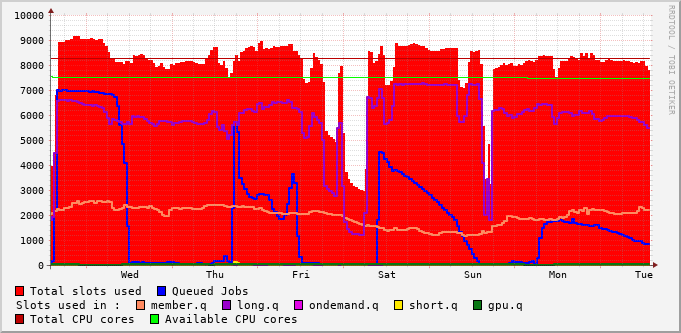 10000
9000
8000
7000
6000
5000
4000
3000
2000
1000
0
Wed Thu Fri Sat Sun Mon Tue
RRDTOOL / TOBI OETIKER
Total slots used Queued Jobs
Slots used in : member.q long.q ondemand.q short.q gpu.q
Total CPU cores Available CPU cores